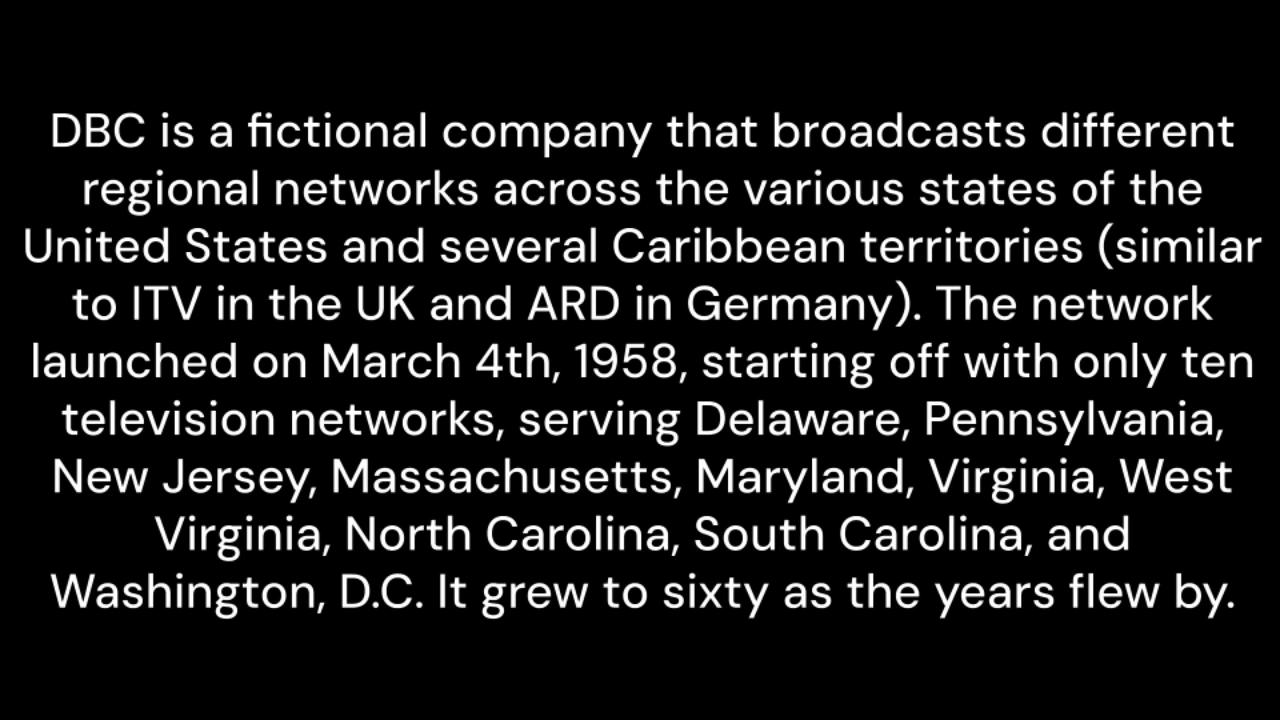 DBC is a fictional company that broadcasts different
regional networks across the various states of the
United States and several Caribbean territories (similar
to ITV in the UK and ARD in Germany). The network
launched on March 4th, 1958, starting off with only ten
television networks, serving Delaware, Pennsylvania,
New Jersey, Massachusetts, Maryland, Virginia, West
Virginia, North Carolina, South Carolina, and
Washington, D.C. It grew to sixty as the years flew by.